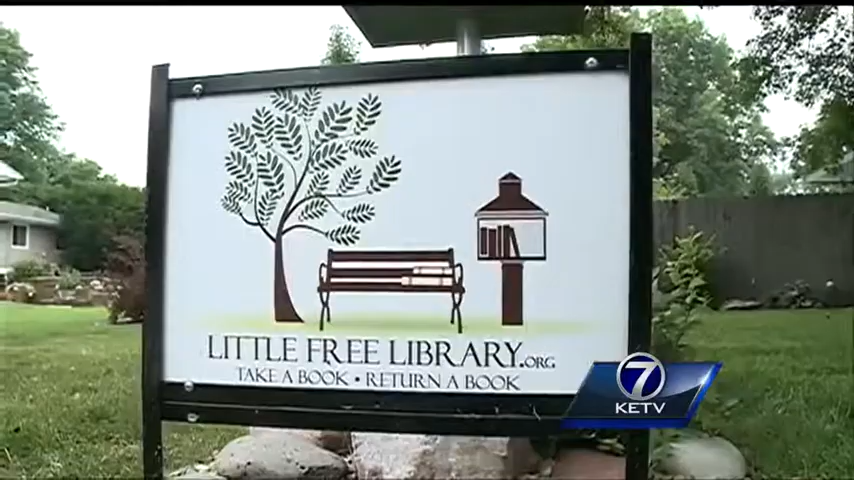 LITTLE FREE LIBRARY.ORG
TAKE A BOOK • RETURN A BOOK
7
KETV